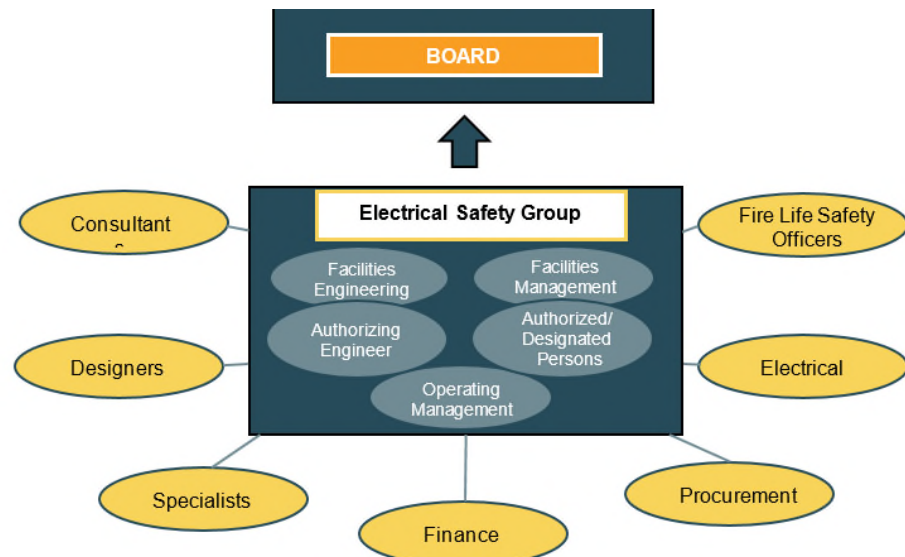 BOARD
Electrical Safety Group
Consultant
s
Fire Life Safety
Officers
Facilities
Engineering
Facilities
Management
Authorizing
Engineer
Authorized/
Designated
Persons
Designers
Electrical
Operating
Management
Specialists
Procurement
Finance